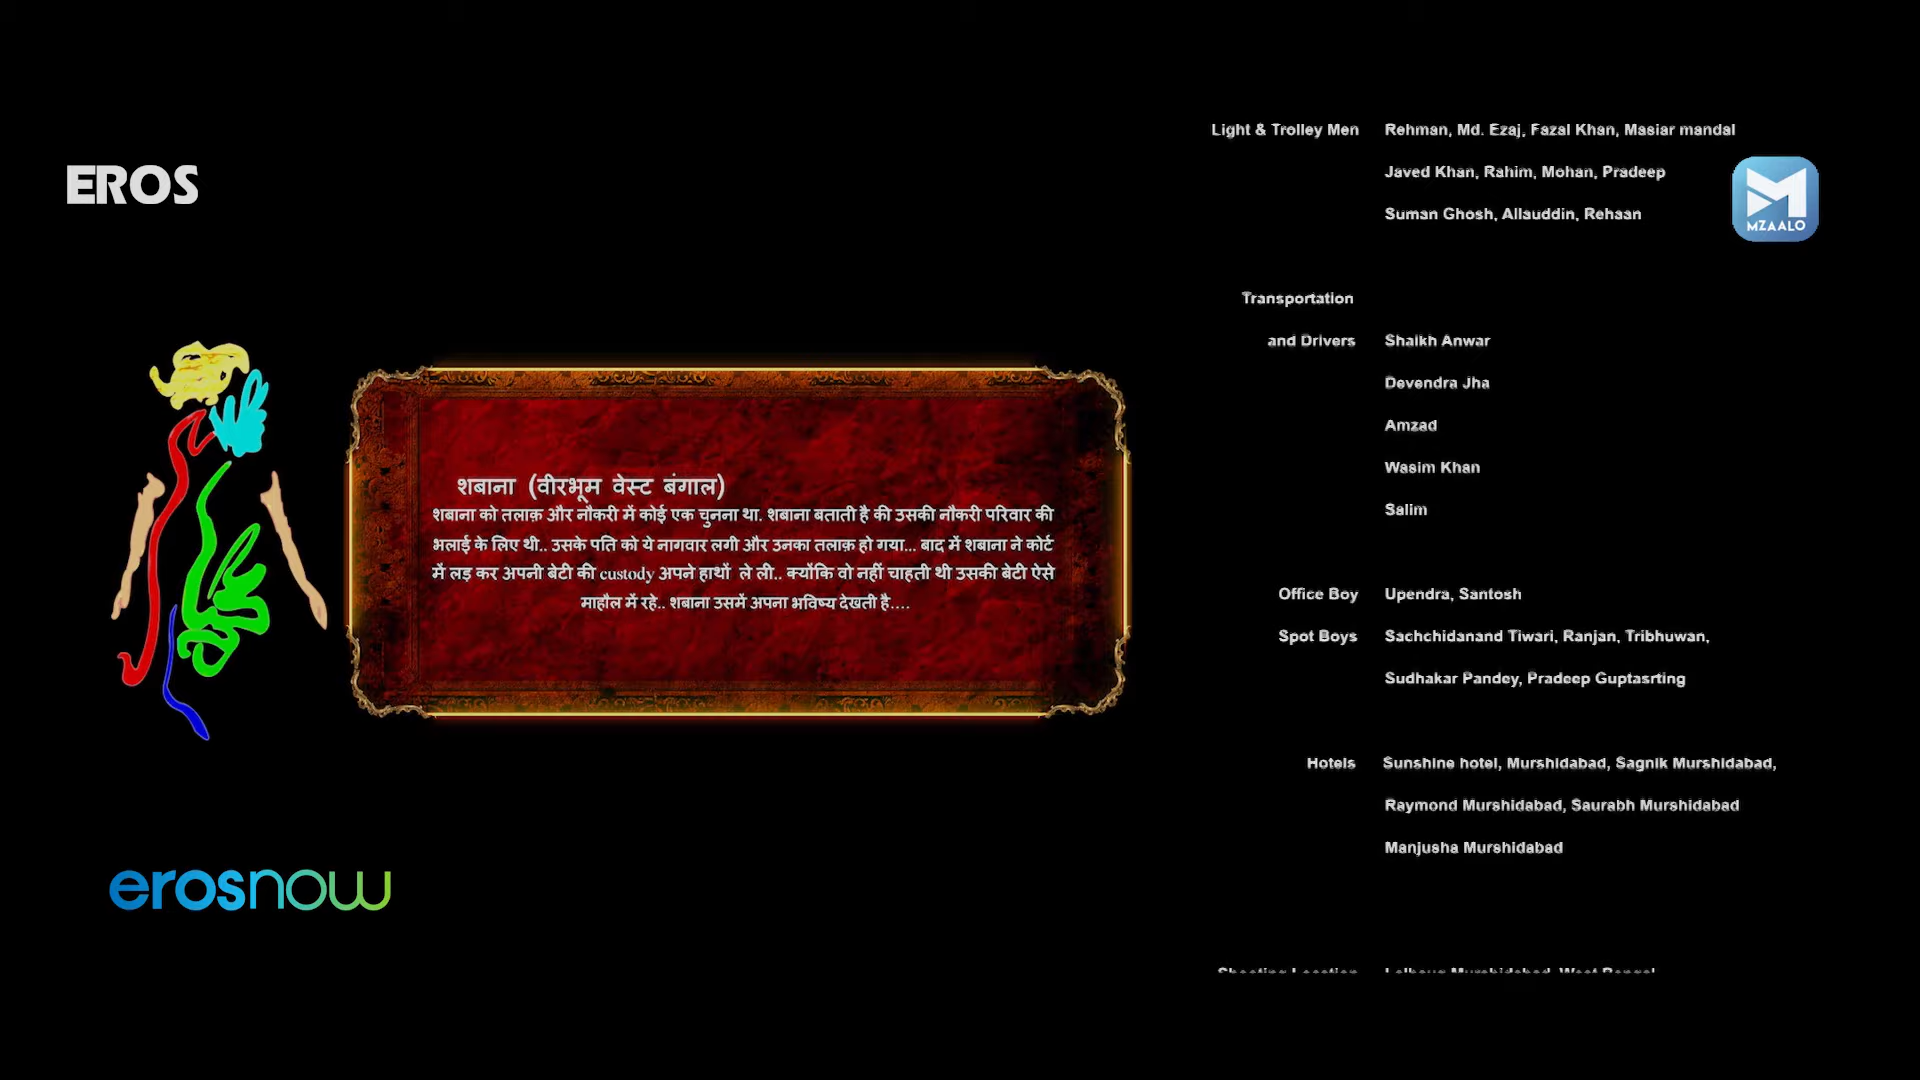 EROS
MZAALO
शबाना (वीरभूम वेस्ट बंगाल)
शबाना को तलाक़ और नौकरी में कोई एक चुनना था. शबाना बताती है की उसकी नौकरी परिवार की
भलाई के लिए थी.. उसके पति को ये नागवार लगी और उनका तलाक़ हो गया... बाद में शबाना ने कोर्ट
में लड़ कर अपनी बेटी की custody अपने हाथों ले ली.. क्योंकि वो नहीं चाहती थी उसकी बेटी ऐसे
माहौल में रहे.. शबाना उसमें अपना भविष्य देखती है....
erosnow
Light & Trolley Men Rehman, Md. Ezaj, Fazal Khan, Masiar mandal
Javed Khan, Rahim, Mohan, Pradeep
Suman Ghosh, Allauddin, Rehaan
Transportation
and Drivers Shaikh Anwar
Devendra Jha
Amzad
Wasim Khan
Salim
Office Boy Upendra, Santosh
Spot Boys Sachchidanand Tiwari, Ranjan, Tribhuwan,
Sudhakar Pandey, Pradeep Guptasrting
Hotels Sunshine hotel, Murshidabad, Sagnik Murshidabad,
Raymond Murshidabad, Saurabh Murshidabad
Manjusha Murshidabad
Shooting Location Murshidabad, West Bengal